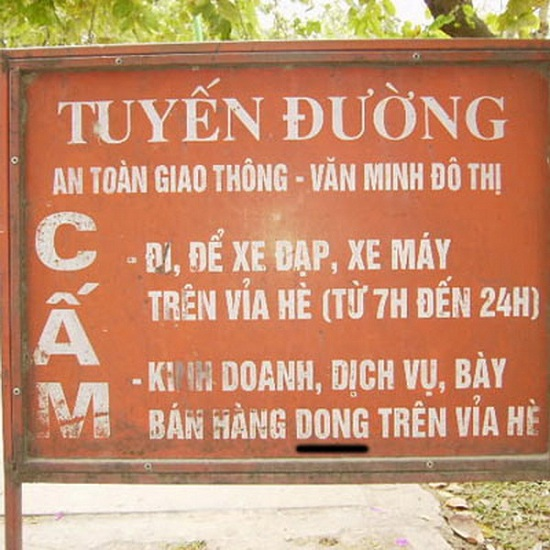 TUYẾN ĐƯỜNG
AN TOÀN GIAO THÔNG - VĂN MINH ĐÔ THỊ
CẤM
- ĐI, ĐỂ XE ĐẠP, XE MÁY
TRÊN VỈA HÈ (TỪ 7H ĐẾN 24H)
- KINH DOANH, DỊCH VỤ, BÀY
BÁN HÀNG DONG TRÊN VỈA HÈ